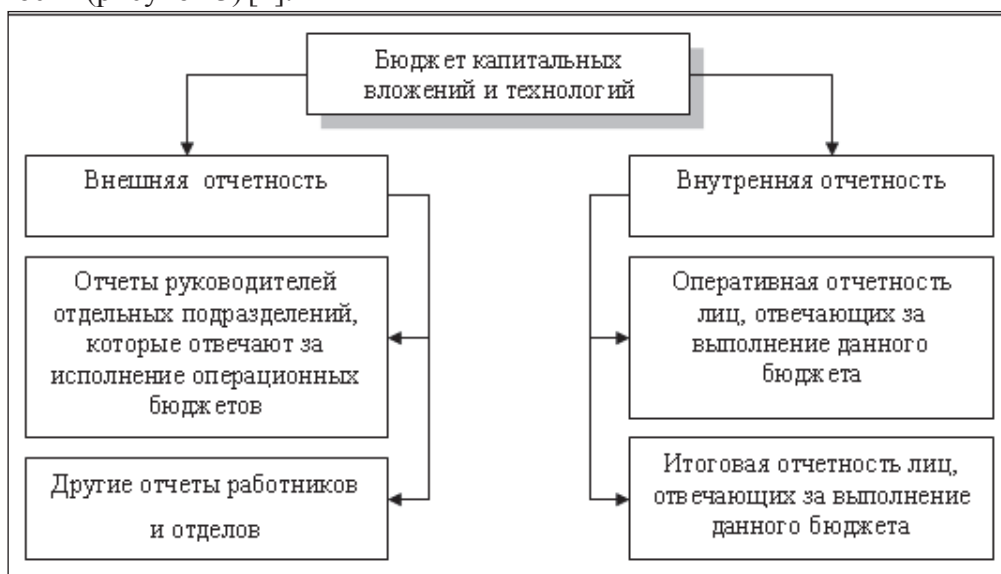 Бюджет капитальных
вложений и технологий
Внешняя отчетность
Внутренняя отчетность
Отчеты руководителей
отдельных подразделений,
которые отвечают за
исполнение операционных
бюджетов
Оперативная отчетность
лиц, отвечающих за
выполнение данного
бюджета
Другие отчеты работников
и отделов
Итоговая отчетность лиц,
отвечающих за выполнение
данного бюджета